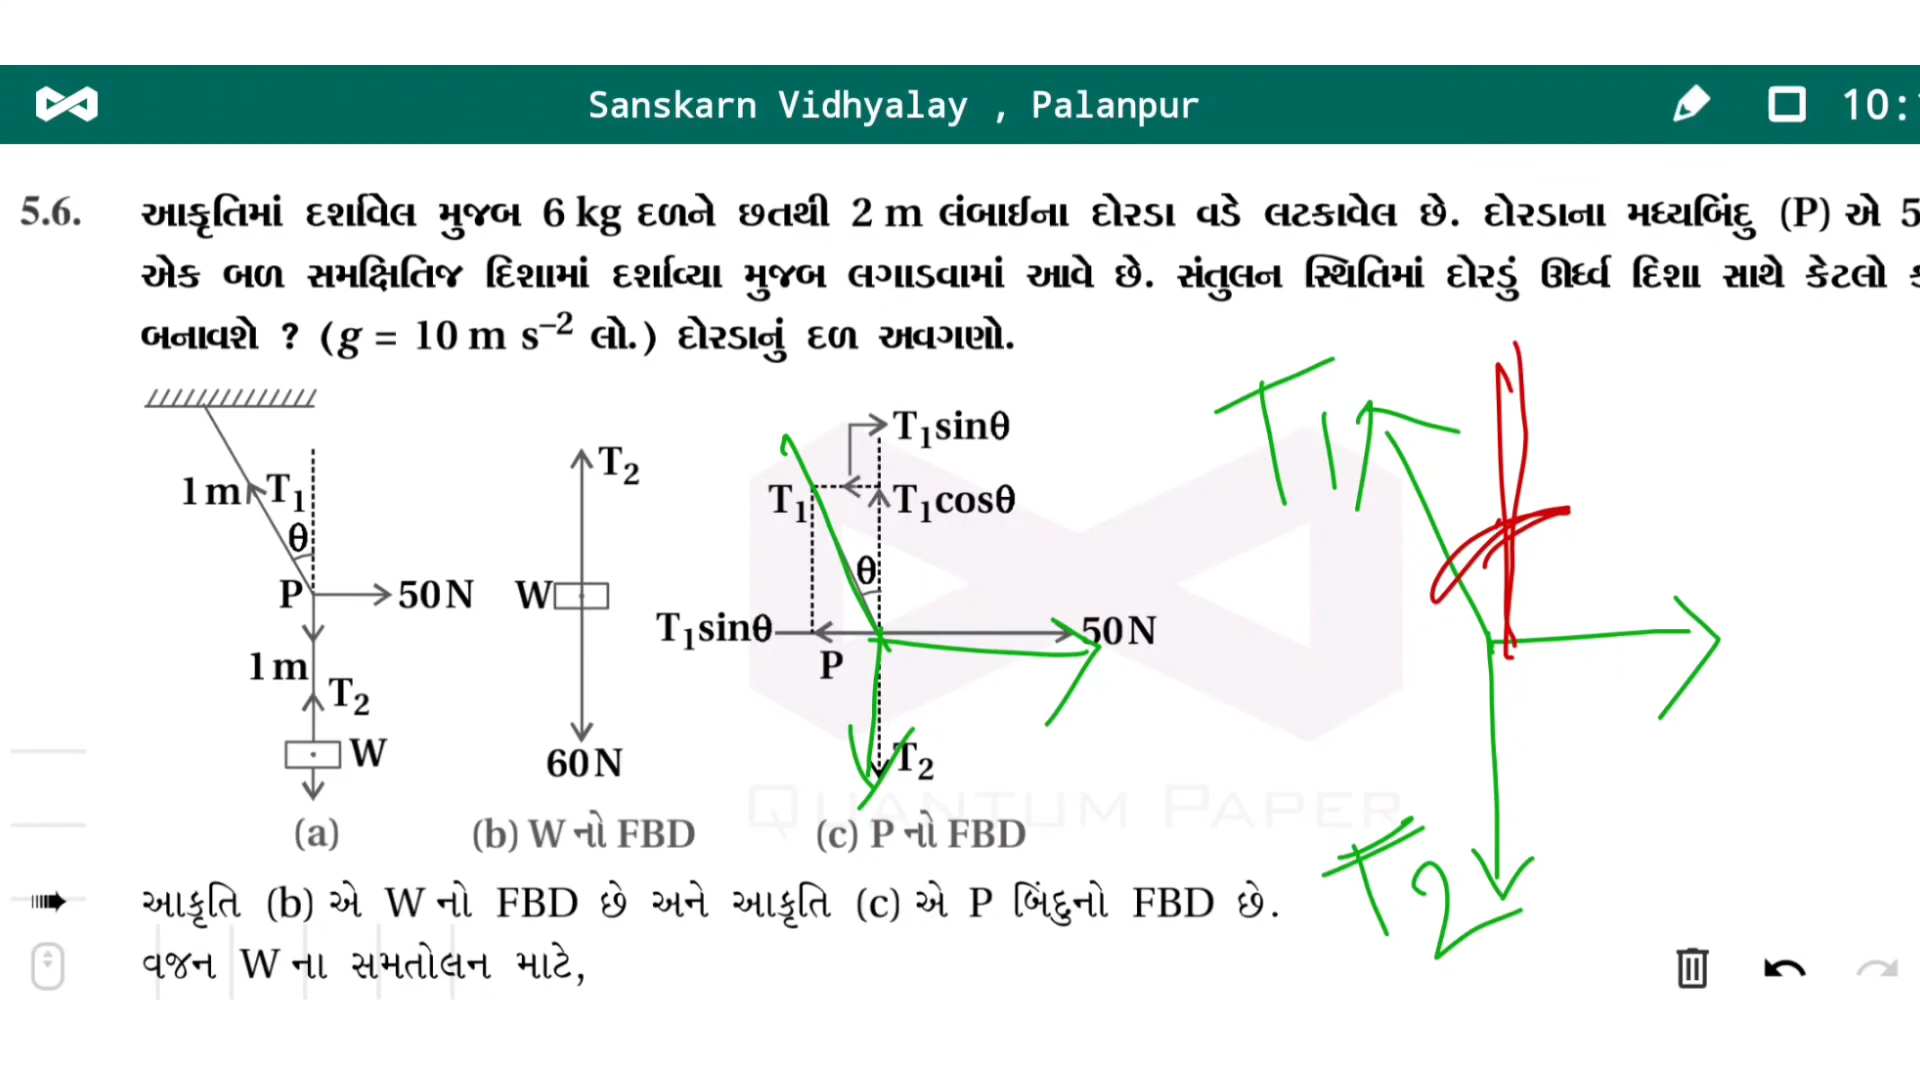 Sanskarn Vidhyalay , Palanpur
10:
5.6. આકૃતિમાં દર્શાવેલ મુજબ 6 kg દળને છતથી 2 m લંબાઈના દોરડા વડે લટકાવેલ છે. દોરડાના મધ્યબિંદુ (P) એ 5
એક બળ સમક્ષિતિજ દિશામાં દર્શાવ્યા મુજબ લગાડવામાં આવે છે. સંતુલન સ્થિતિમાં દોરડું ઊર્ધ્વ દિશા સાથે કેટલો
બનાવશે ? (g = 10 m s⁻² લો.) દોરડાનું દળ અવગણો.
1 m T₁
θ
P 50 N
1 m
T₂
W
(a)
T₂
W
60 N
(b) W નો FBD
T₁sinθ
T₁ T₁cosθ
θ
T₁sinθ 50 N
P
T₂
(c) P નો FBD
T1
T2
QUANTUM PAPER
આકૃતિ (b) એ W નો FBD છે અને આકૃતિ (c) એ P બિંદુનો FBD છે.
વજન W ના સમતોલન માટે,